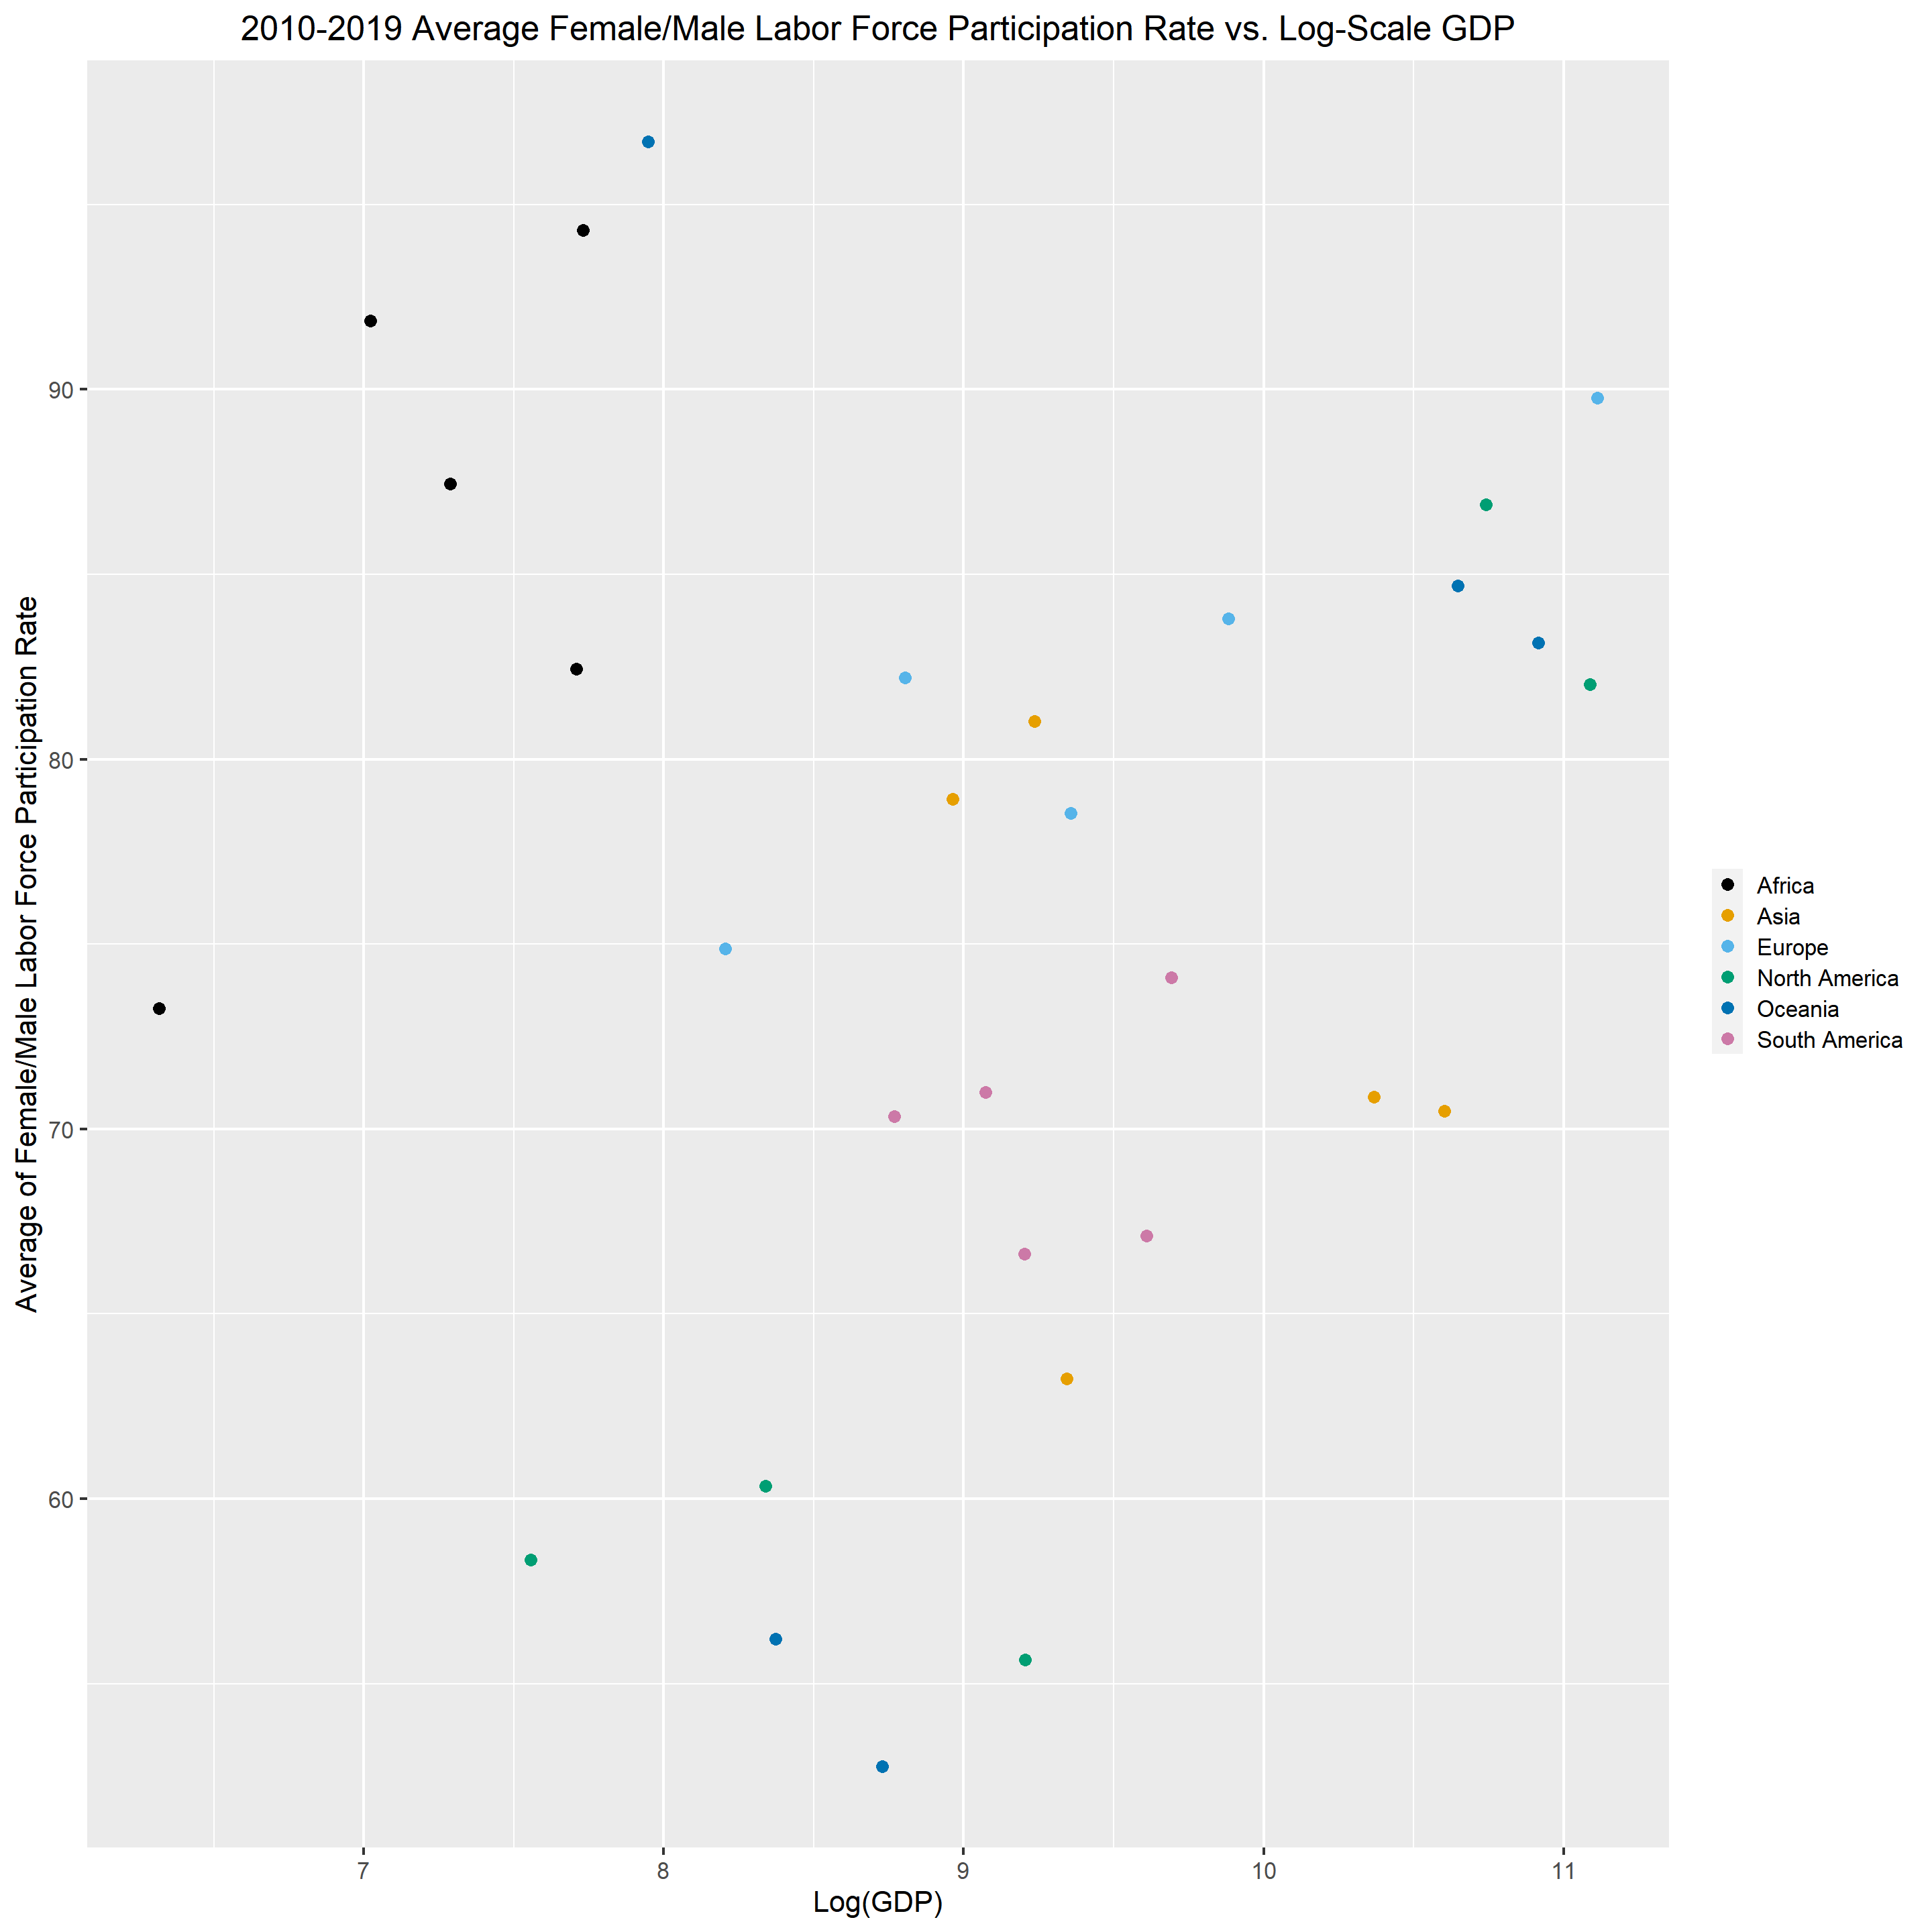 2010-2019 Average Female/Male Labor Force Participation Rate vs. Log-Scale GDP
Average of Female/Male Labor Force Participation Rate
90
80
70
60
7
8
9
10
11
Log(GDP)
Africa
Asia
Europe
North America
Oceania
South America